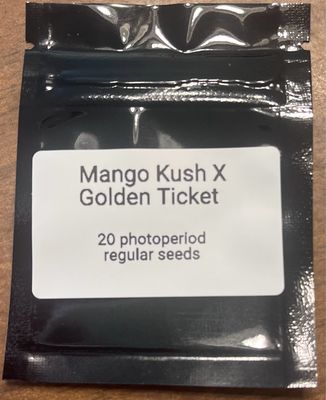 Mango Kush X
Golden Ticket
20 photoperiod
regular seeds